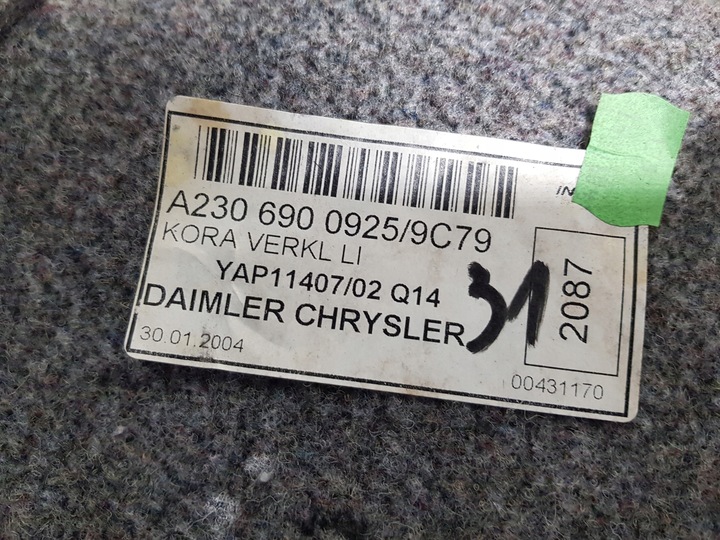 A230 690 0925/9C79
KORA VERKL LI
YAP11407/02 Q14
DAIMLER CHRYSLER
31
30.01.2004
2087
00431170